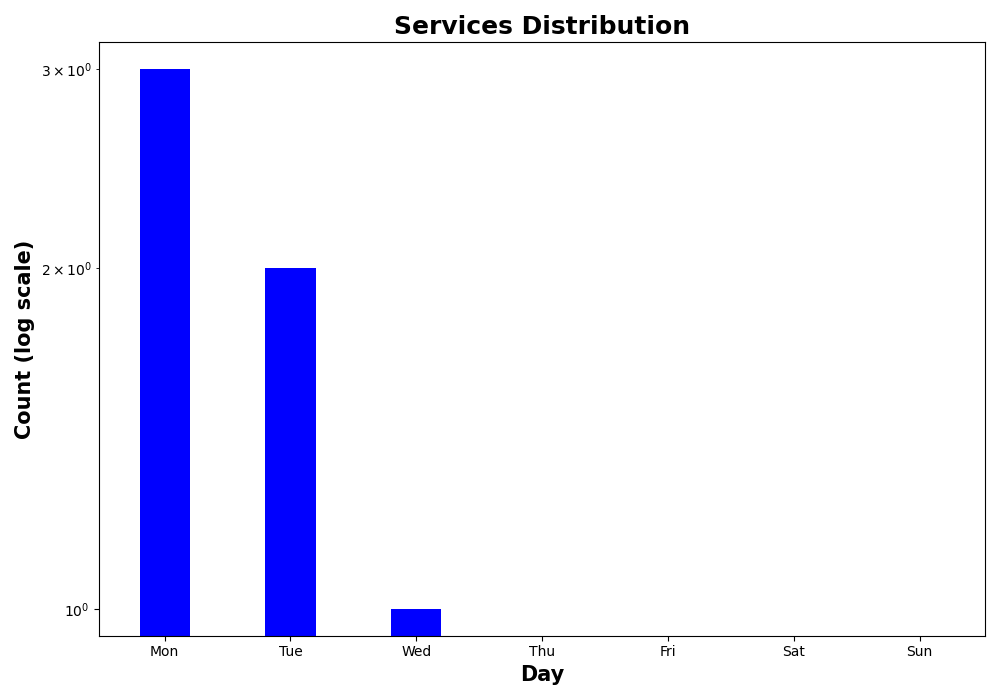 Services Distribution
Count (log scale)
3 × 10⁰
2 × 10⁰
10⁰
Mon Tue Wed Thu Fri Sat Sun
Day